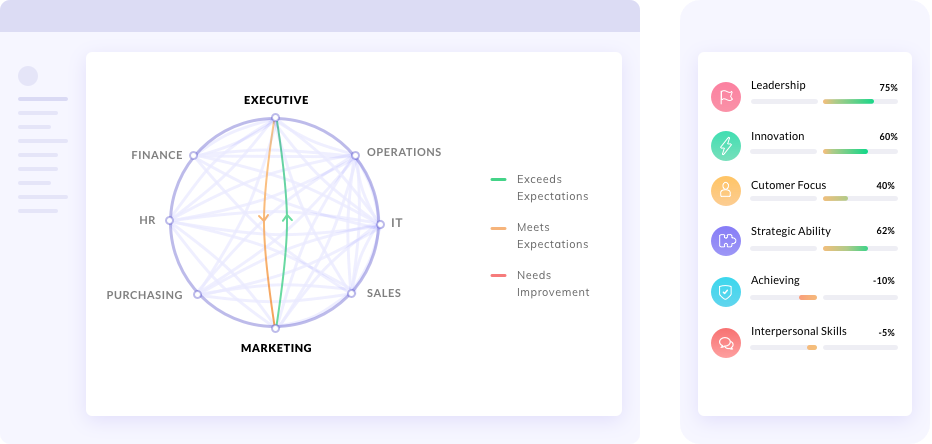 EXECUTIVE
FINANCE
OPERATIONS
HR
IT
PURCHASING
SALES
MARKETING
Exceeds
Expectations
Meets
Expectations
Needs
Improvement
Leadership 75%
Innovation 60%
Cutomer Focus 40%
Strategic Ability 62%
Achieving -10%
Interpersonal Skills -5%